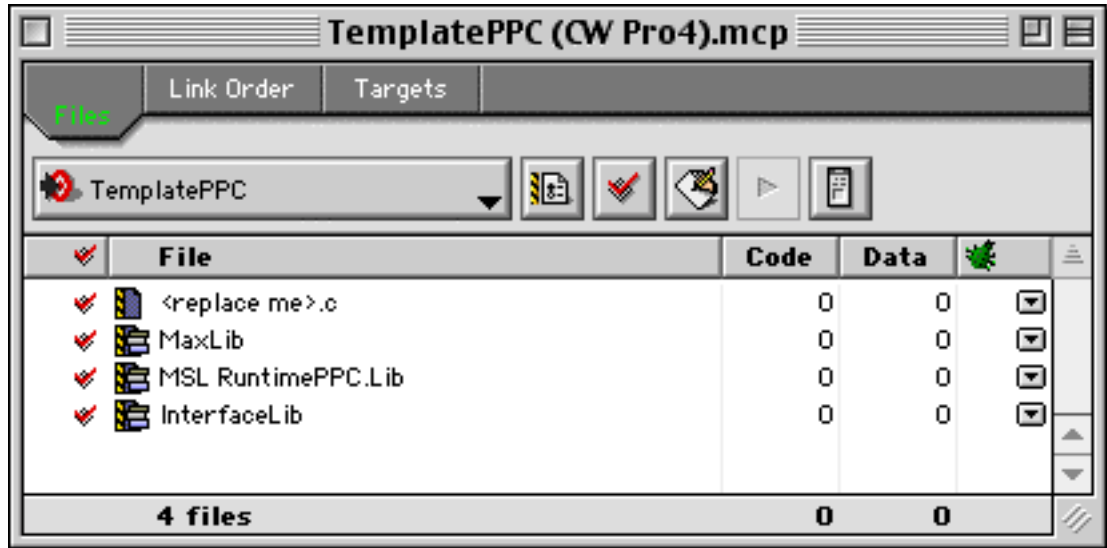 TemplatePPC (CW Pro4).mcp
Files Link Order Targets
TemplatePPC
File Code Data
<replace me>.c 0 0
MaxLib 0 0
MSL RuntimePPC.Lib 0 0
InterfaceLib 0 0
4 files 0 0